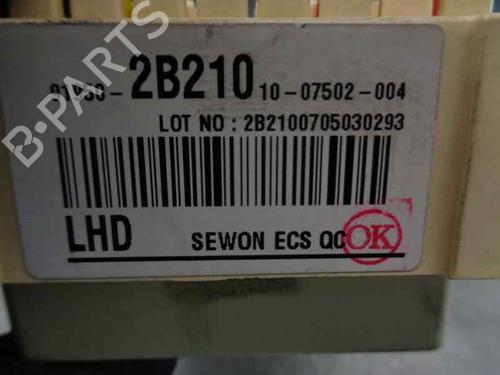 2B210 10-07502-004
LOT NO : 2B2100705030293
LHD SEWON ECS QC OK
B-PARTS